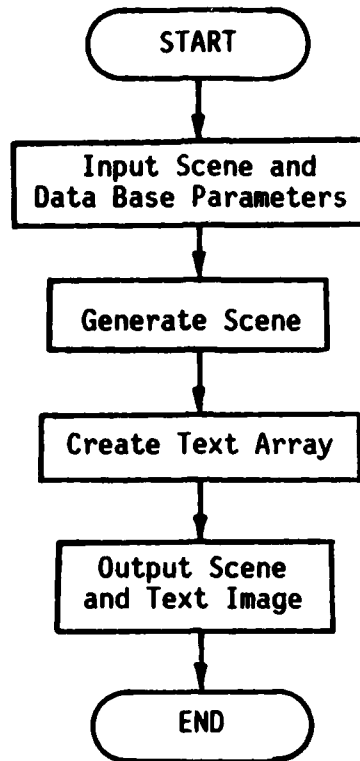 START
Input Scene and
Data Base Parameters
Generate Scene
Create Text Array
Output Scene
and Text Image
END